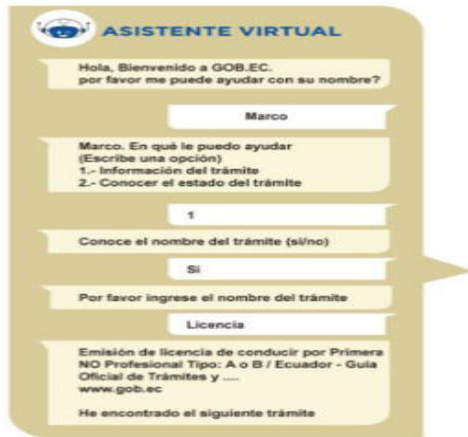 ASISTENTE VIRTUAL
Hola, Bienvenido a GOB.EC.
por favor me puede ayudar con su nombre?
Marco
Marco. En qué le puedo ayudar
(Escribe una opción)
1.- Información del trámite
2.- Conocer el estado del trámite
1
Conoce el nombre del trámite (si/no)
Si
Por favor ingrese el nombre del trámite
Licencia
Emisión de licencia de conducir por Primera
NO Profesional Tipo: A o B / Ecuador - Guía
Oficial de Trámites y ....
www.gob.ec
He encontrado el siguiente trámite